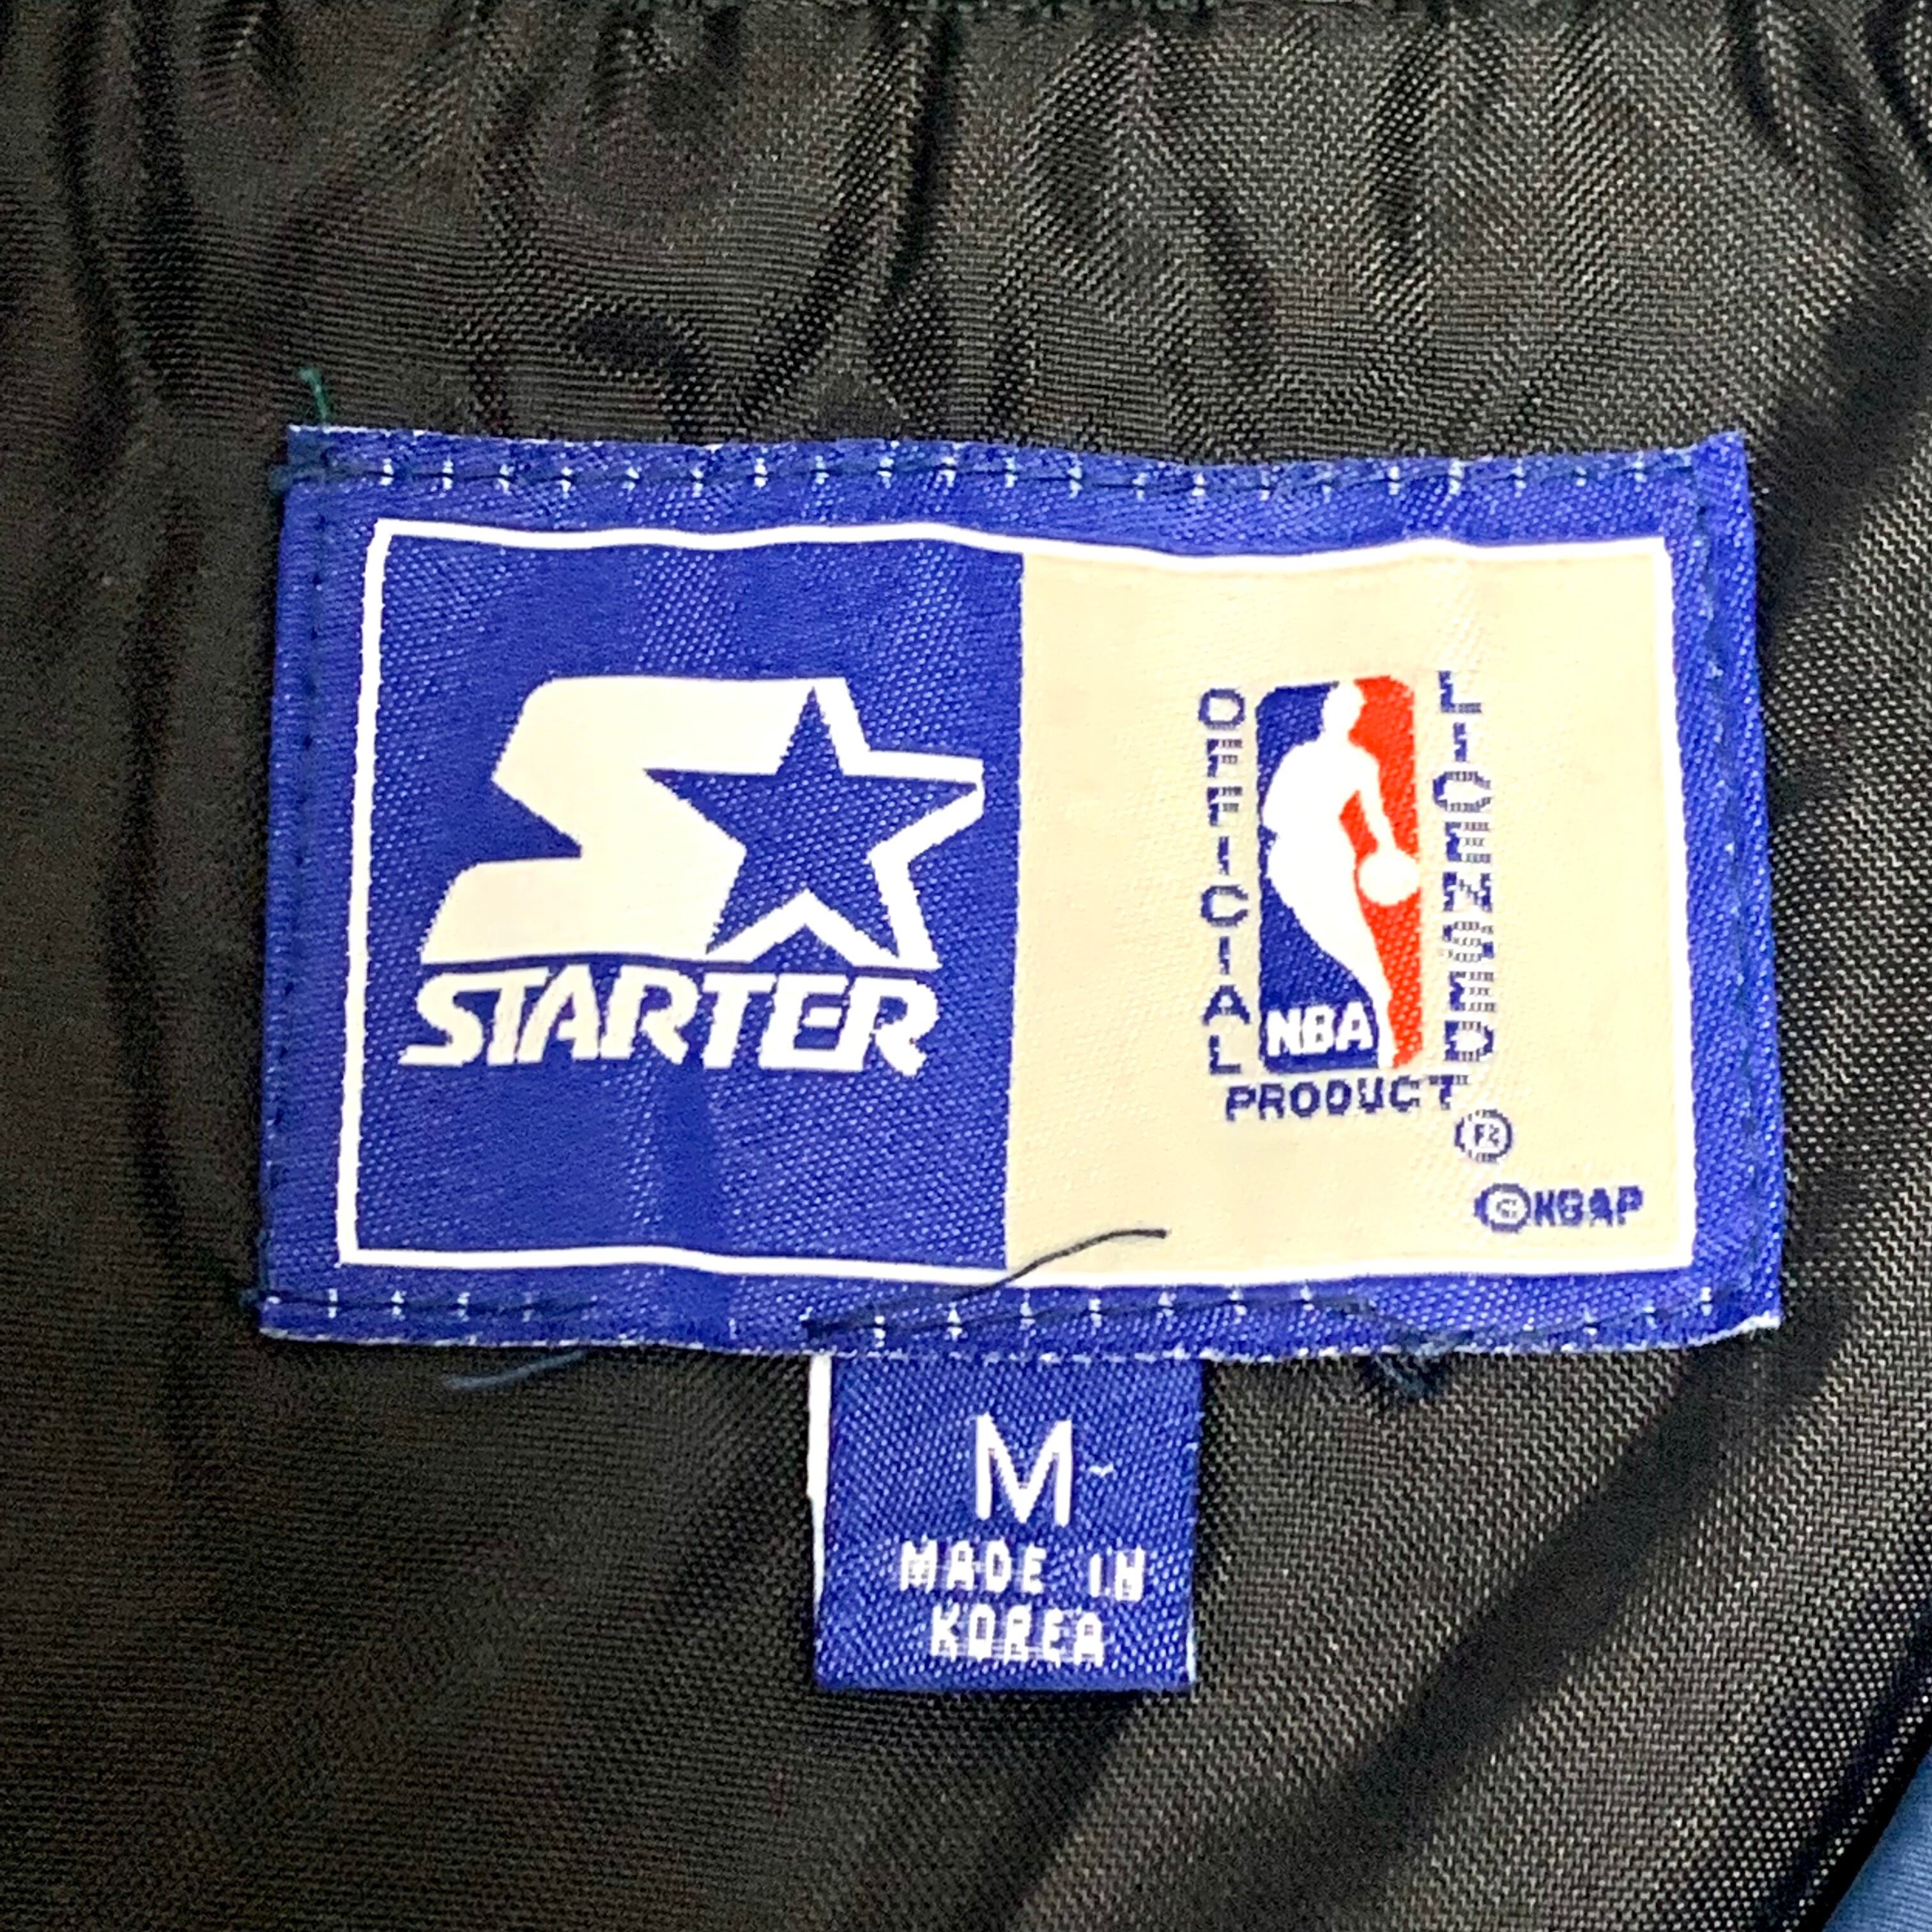 STARTER
OFFICIAL
NBA
LICENSED
PRODUCT
®
©NBAP
M
MADE IN
KOREA